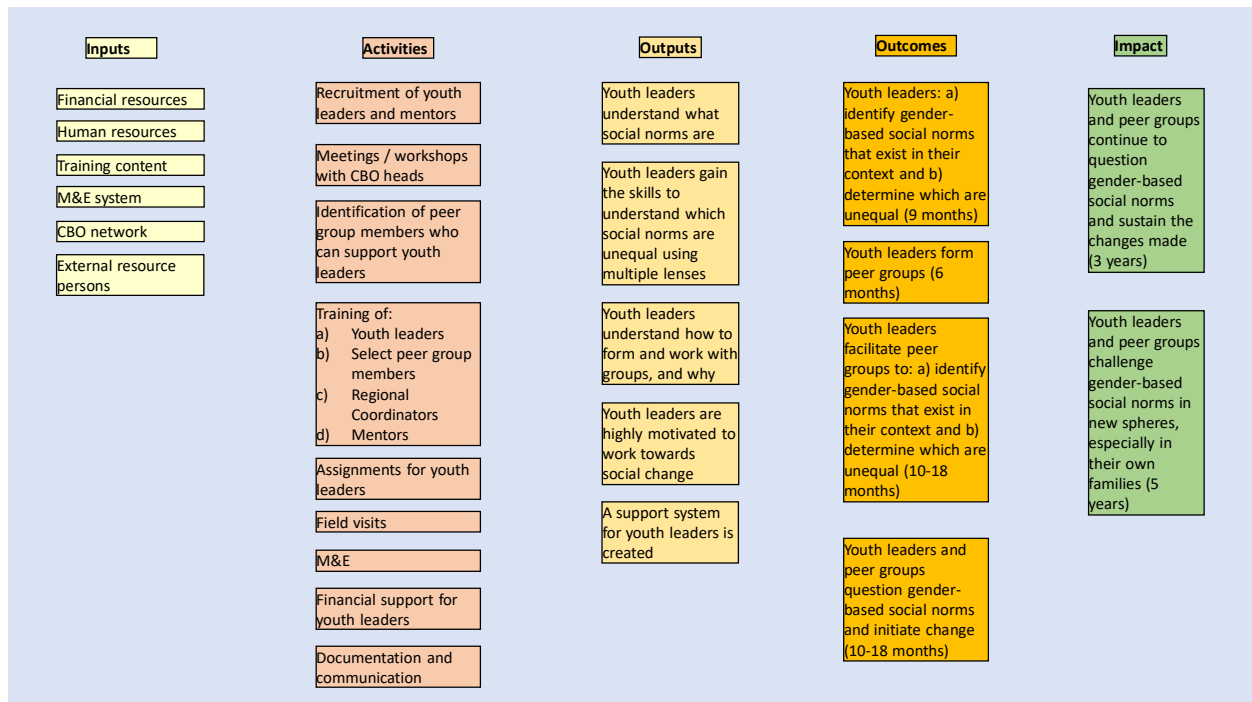 Inputs
Financial resources
Human resources
Training content
M&E system
CBO network
External resource
persons
Activities
Recruitment of youth
leaders and mentors
Meetings / workshops
with CBO heads
Identification of peer
group members who
can support youth
leaders
Training of:
a) Youth leaders
b) Select peer group
members
c) Regional
Coordinators
d) Mentors
Assignments for youth
leaders
Field visits
M&E
Financial support for
youth leaders
Documentation and
communication
Outputs
Youth leaders
understand what
social norms are
Youth leaders gain
the skills to
understand which
social norms are
unequal using
multiple lenses
Youth leaders
understand how to
form and work with
groups, and why
Youth leaders are
highly motivated to
work towards
social change
A support system
for youth leaders is
created
Outcomes
Youth leaders: a)
identify gender-
based social norms
that exist in their
context and b)
determine which are
unequal (9 months)
Youth leaders form
peer groups (6
months)
Youth leaders
facilitate peer
groups to: a) identify
gender-based social
norms that exist in
their context and b)
determine which are
unequal (10-18
months)
Youth leaders and
peer groups
question gender-
based social norms
and initiate change
(10-18 months)
Impact
Youth leaders
and peer groups
continue to
question
gender-based
social norms
and sustain the
changes made
(3 years)
Youth leaders
and peer groups
challenge
gender-based
social norms in
new spheres,
especially in
their own
families (5
years)